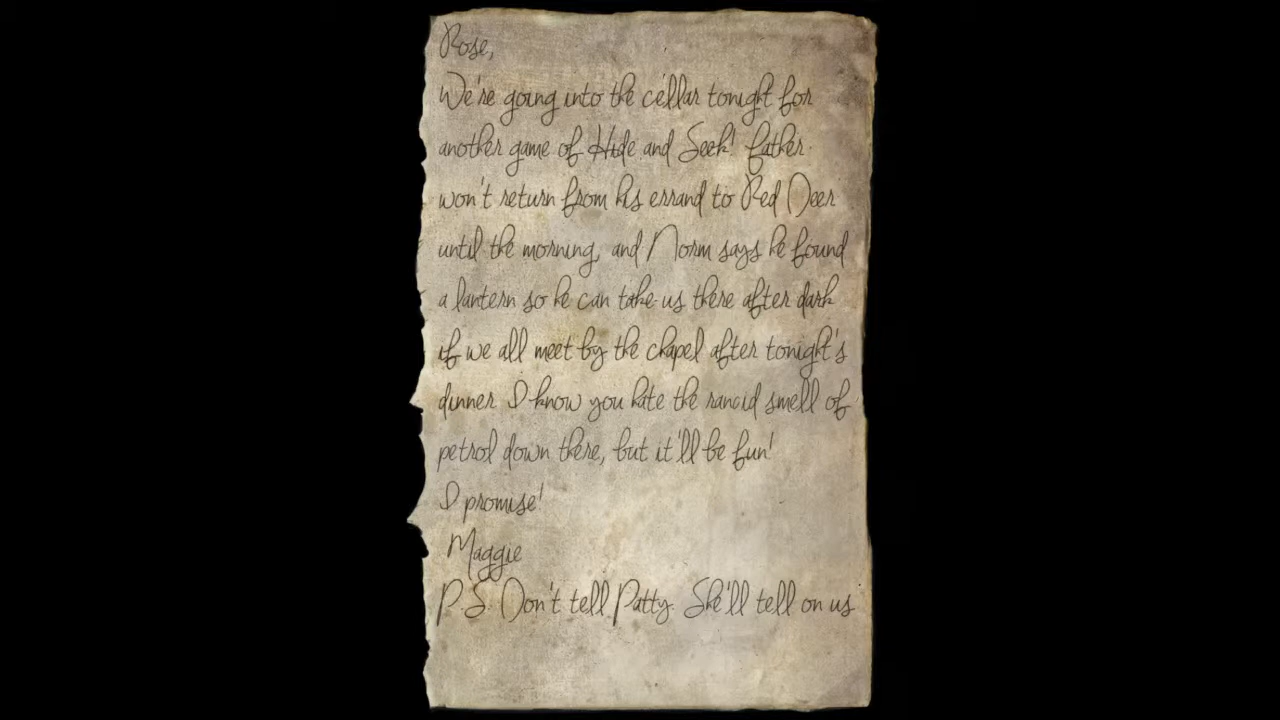 Rose,
We're going into the cellar tonight for
another game of Hide and Seek! Father
won't return from his errand to Red Deer
until the morning, and Norm says he found
a lantern so he can take us there after dark
if we all meet by the chapel after tonight's
dinner. I know you hate the rancid smell of
petrol down there, but it'll be fun!
I promise!
Maggie
P.S. Don't tell Patty. She'll tell on us